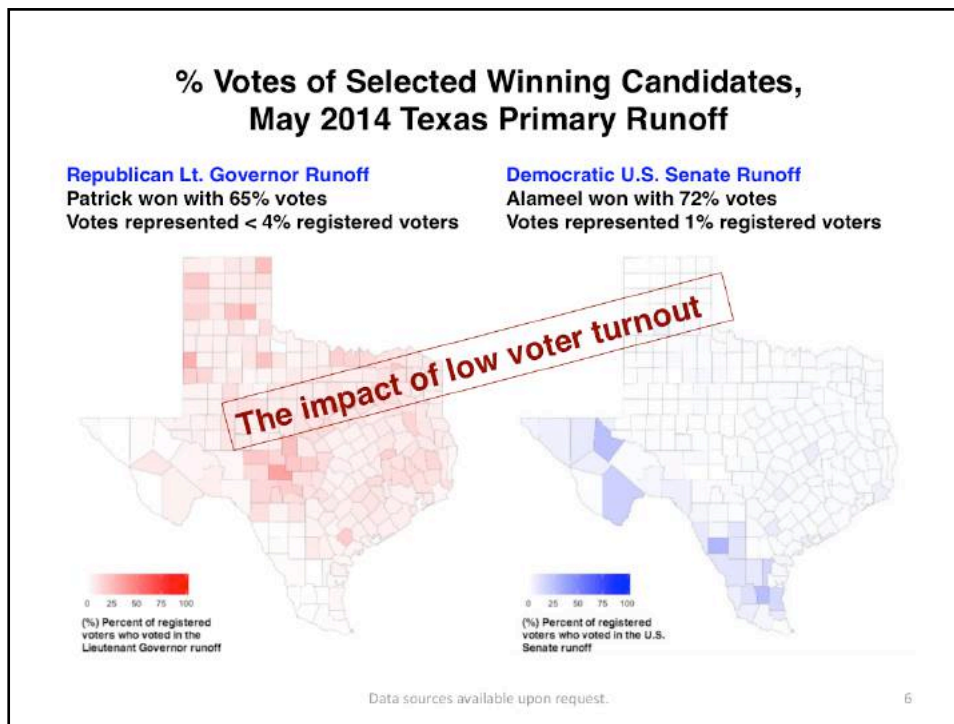 % Votes of Selected Winning Candidates,
May 2014 Texas Primary Runoff
Republican Lt. Governor Runoff
Patrick won with 65% votes
Votes represented < 4% registered voters
Democratic U.S. Senate Runoff
Alameel won with 72% votes
Votes represented 1% registered voters
The impact of low voter turnout
0 25 50 75 100
(%) Percent of registered
voters who voted in the
Lieutenant Governor runoff
0 25 50 75 100
(%) Percent of registered
voters who voted in the U.S.
Senate runoff
Data sources available upon request.
6